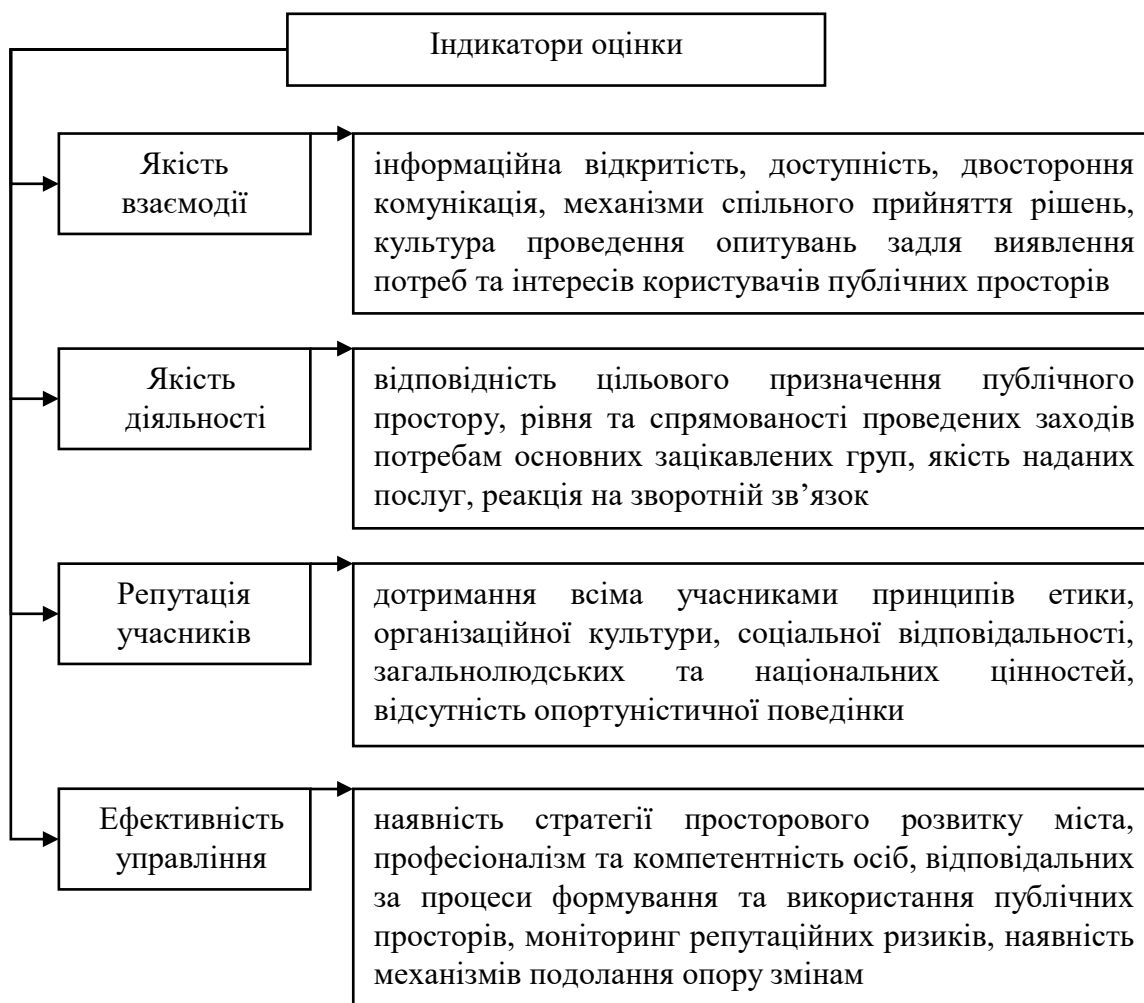 Індикатори оцінки
Якість
взаємодії
інформаційна відкритість, доступність, двостороння
комунікація, механізми спільного прийняття рішень,
культура проведення опитувань задля виявлення
потреб та інтересів користувачів публічних просторів
Якість
діяльності
відповідність цільового призначення публічного
простору, рівня та спрямованості проведених заходів
потребам основних зацікавлених груп, якість наданих
послуг, реакція на зворотній зв’язок
Репутація
учасників
дотримання всіма учасниками принципів етики,
організаційної культури, соціальної відповідальності,
загальнолюдських та національних цінностей,
відсутність опортуністичної поведінки
Ефективність
управління
наявність стратегії просторового розвитку міста,
професіоналізм та компетентність осіб, відповідальних
за процеси формування та використання публічних
просторів, моніторинг репутаційних ризиків, наявність
механізмів подолання опору змінам